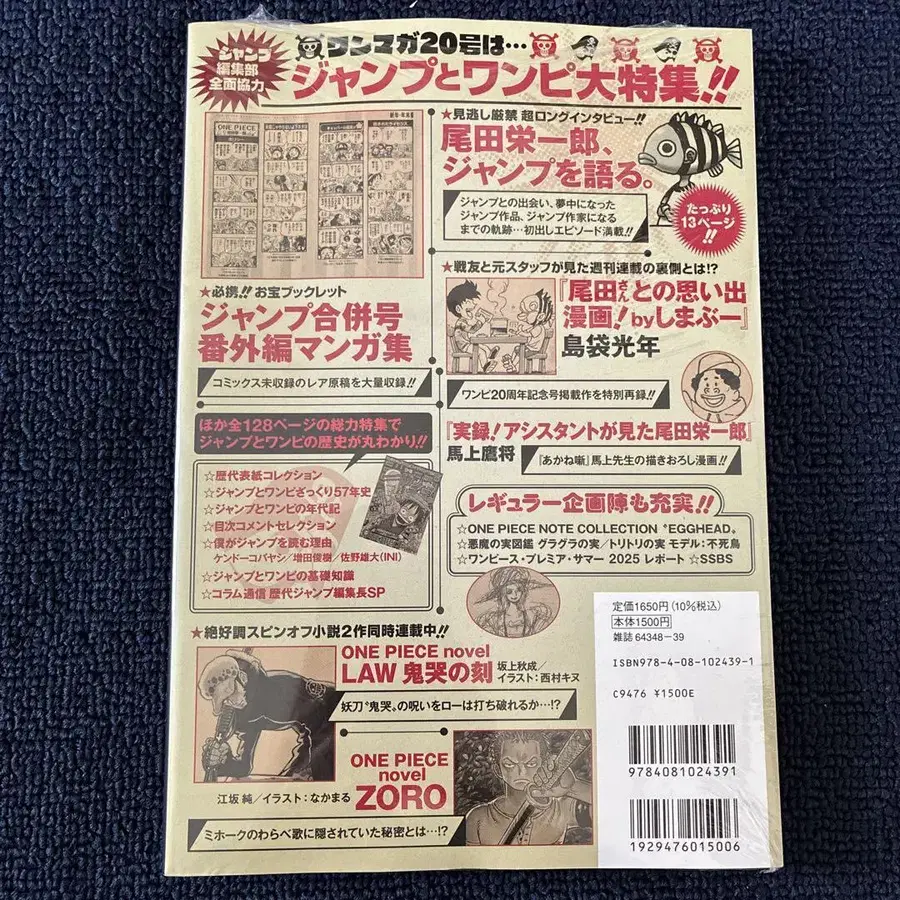 ジャンプ
編集部
全面協力
ワンマガ20号は…
ジャンプとワンピ大特集!!
ONE PIECE
★見逃し厳禁 超ロングインタビュー!!
尾田栄一郎、
ジャンプを語る。
ジャンプとの出会い、夢中になった
ジャンプ作品、ジャンプ作家になる
までの軌跡…初出しエピソード満載!!
たっぷり
13ページ
!!
★必携!! お宝ブックレット
ジャンプ合併号
番外編マンガ集
コミックス未収録のレア原稿を大量収録!!
★戦友と元スタッフが見た週刊連載の裏側とは!?
『尾田さんとの思い出
漫画!byしまぶー』
島袋光年
ワンピ20周年記念号掲載作を特別再録!!
『実録!アシスタントが見た尾田栄一郎』
馬上鷹将
『あかね噺』馬上先生の描きおろし漫画!!
ほか全128ページの総力特集で
ジャンプとワンピの歴史が丸わかり!!
☆歴代表紙コレクション
☆ジャンプとワンピざっくり57年史
☆ジャンプとワンピの年代記
☆目次コメントセレクション
☆僕がジャンプを読む理由
ケンドーコバヤシ/増田俊樹/佐野雄大(INI)
☆ジャンプとワンピの基礎知識
☆コラム通信 歴代ジャンプ編集長SP
レギュラー企画陣も充実!!
☆ONE PIECE NOTE COLLECTION〝EGGHEAD〟
☆悪魔の実図鑑 グラグラの実/トリトリの実 モデル:不死鳥
☆ワンピース・プレミア・サマー 2025 レポート ☆SSBS
★絶好調スピンオフ小説2作同時連載中!!
ONE PIECE novel
LAW 鬼哭の刻
坂上秋成/
イラスト:西村キヌ
妖刀〝鬼哭〟の呪いをローは打ち破れるか…!?
ONE PIECE
novel
ZORO
江坂 純/イラスト:なかまる
ミホークのわらべ歌に隠されていた秘密とは…!?
定価1650円(10%税込)
本体1500円
雑誌 64348-39
ISBN978-4-08-102439-1
C9476 ¥1500E
9784081024391
1929476015006